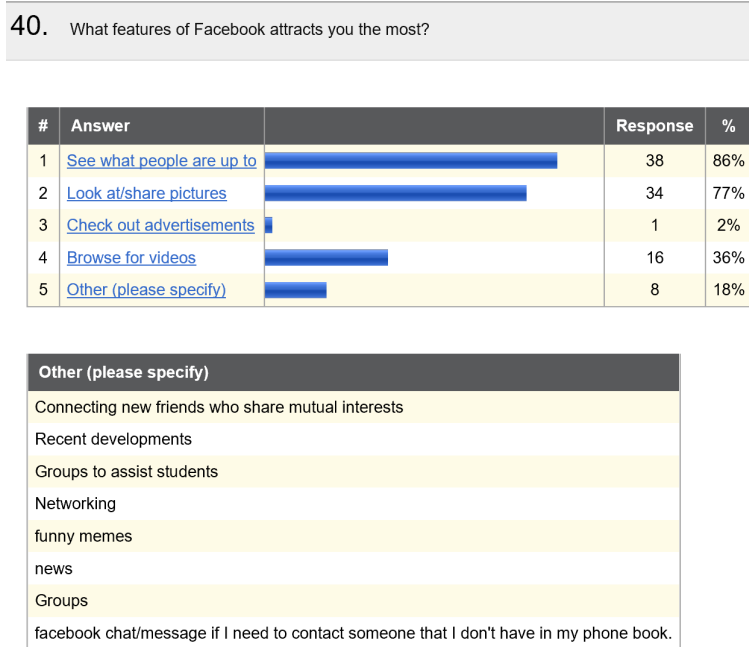 40. What features of Facebook attracts you the most?
# Answer Response %
1 See what people are up to 38 86%
2 Look at/share pictures 34 77%
3 Check out advertisements 1 2%
4 Browse for videos 16 36%
5 Other (please specify) 8 18%
Other (please specify)
Connecting new friends who share mutual interests
Recent developments
Groups to assist students
Networking
funny memes
news
Groups
facebook chat/message if I need to contact someone that I don't have in my phone book.